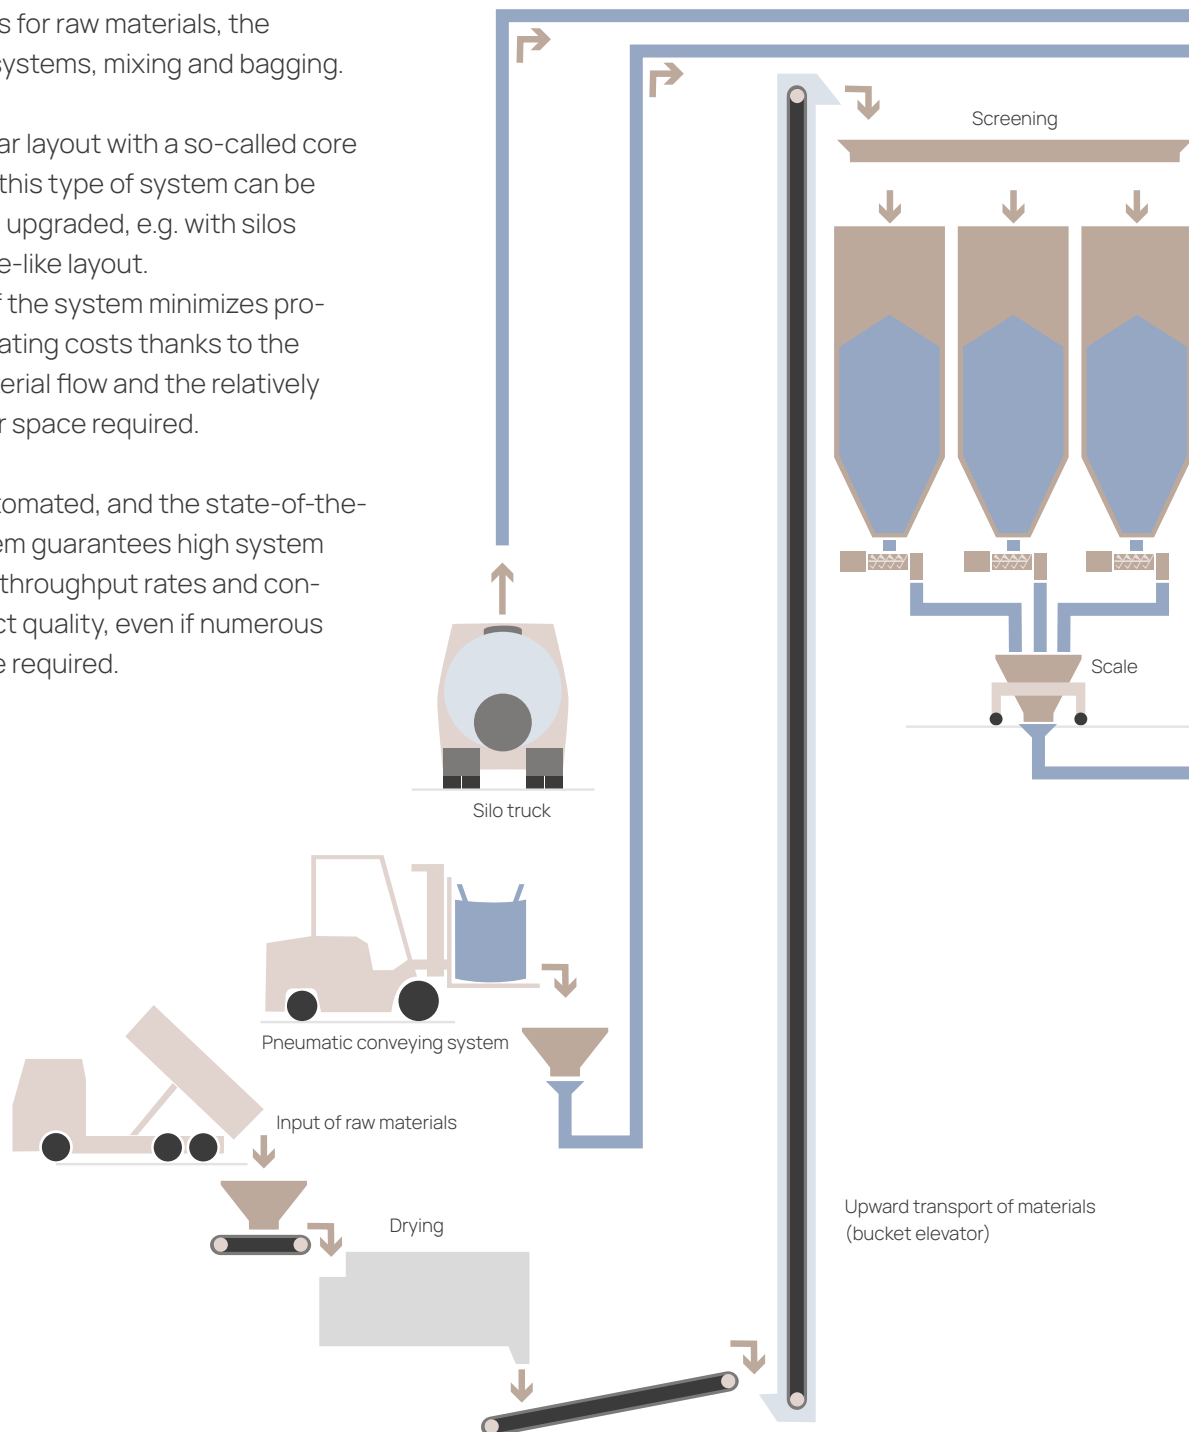 s for raw materials, the
systems, mixing and bagging.
ar layout with a so-called core
this type of system can be
upgraded, e.g. with silos
e-like layout.
f the system minimizes pro-
ating costs thanks to the
terial flow and the relatively
r space required.
tomated, and the state-of-the-
em guarantees high system
throughput rates and con-
ct quality, even if numerous
e required.
Screening
Scale
Silo truck
Pneumatic conveying system
Input of raw materials
Drying
Upward transport of materials
(bucket elevator)